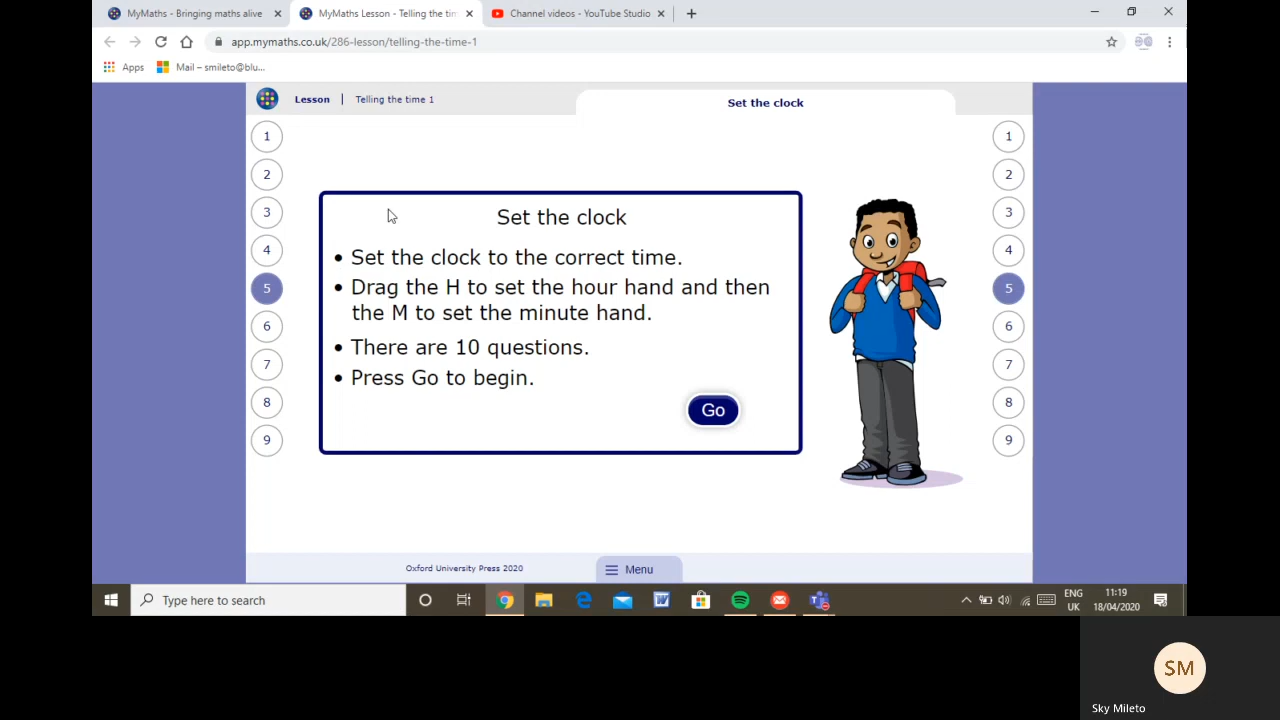 MyMaths - Bringing maths alive
MyMaths Lesson - Telling the tim
Channel videos - YouTube Studio
app.mymaths.co.uk/286-lesson/telling-the-time-1
Apps
Mail – smileto@blu...
Lesson | Telling the time 1
Set the clock
1
2
3
4
5
6
7
8
9
Set the clock
• Set the clock to the correct time.
• Drag the H to set the hour hand and then
the M to set the minute hand.
• There are 10 questions.
• Press Go to begin.
Go
1
2
3
4
5
6
7
8
9
Oxford University Press 2020
Menu
Type here to search
ENG
UK
11:19
18/04/2020
SM
Sky Mileto